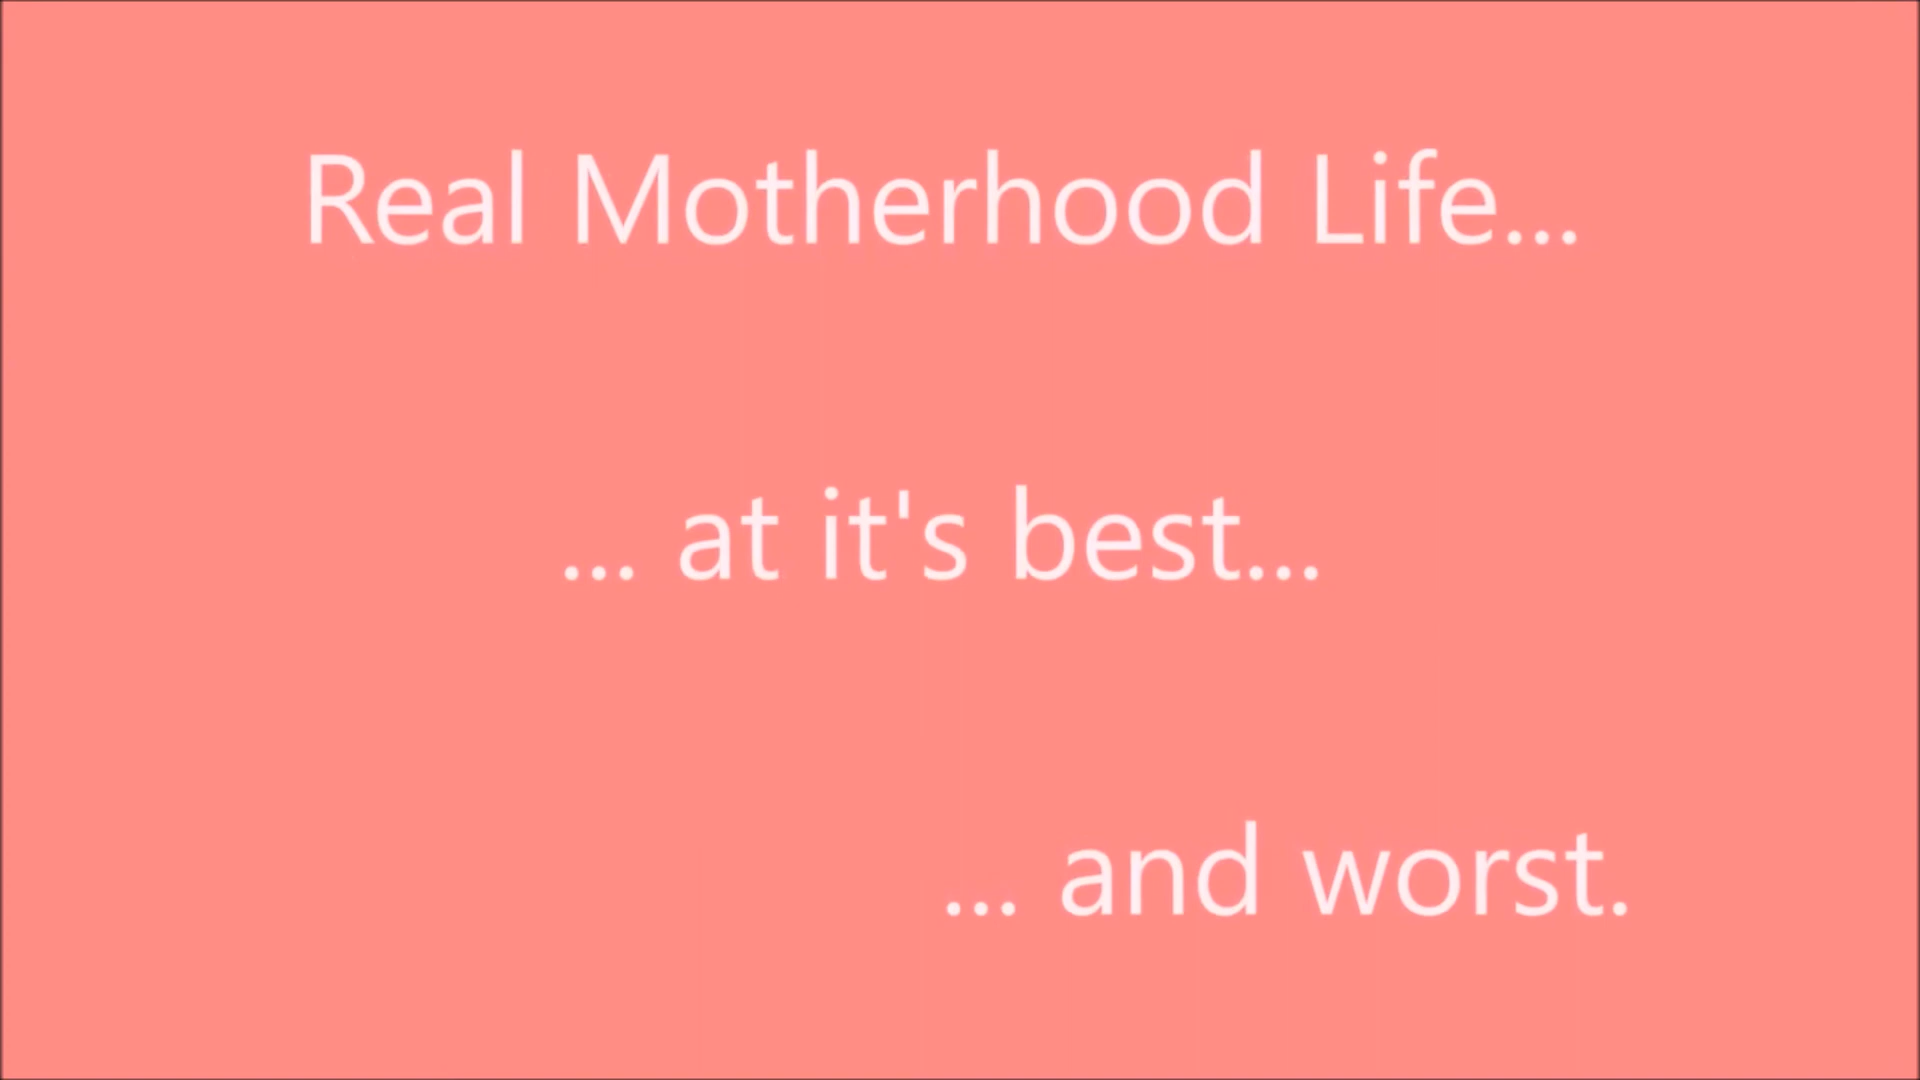 Real Motherhood Life...
... at it's best...
... and worst.